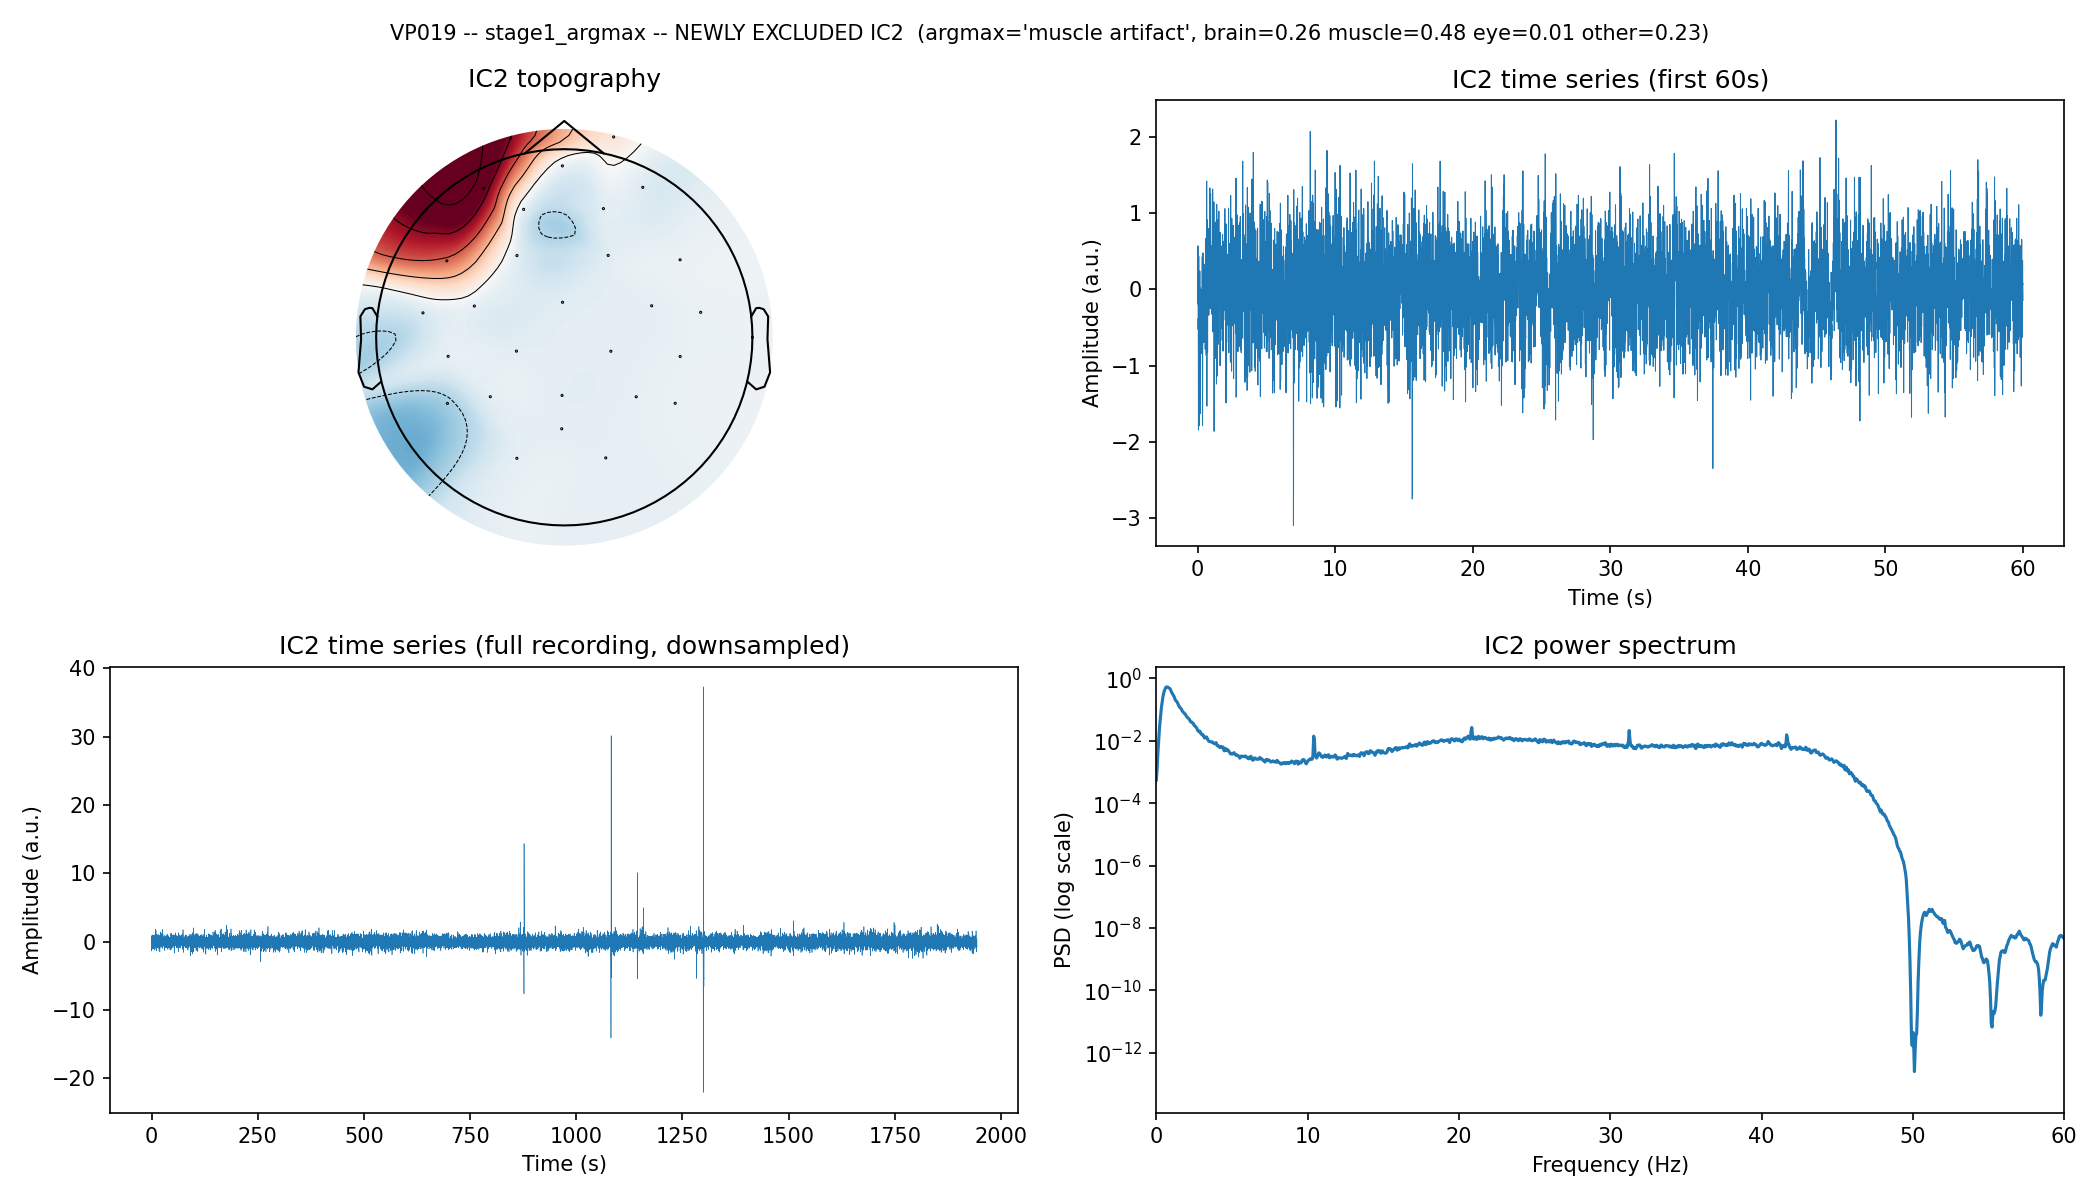 VP019 -- stage1_argmax -- NEWLY EXCLUDED IC2  (argmax='muscle artifact', brain=0.26 muscle=0.48 eye=0.01 other=0.23)
IC2 topography
IC2 time series (first 60s)
Amplitude (a.u.)
2
1
0
−1
−2
−3
0 10 20 30 40 50 60
Time (s)
IC2 time series (full recording, downsampled)
Amplitude (a.u.)
40
30
20
10
0
−10
−20
0 250 500 750 1000 1250 1500 1750 2000
Time (s)
IC2 power spectrum
PSD (log scale)
10⁰
10⁻²
10⁻⁴
10⁻⁶
10⁻⁸
10⁻¹⁰
10⁻¹²
0 10 20 30 40 50 60
Frequency (Hz)